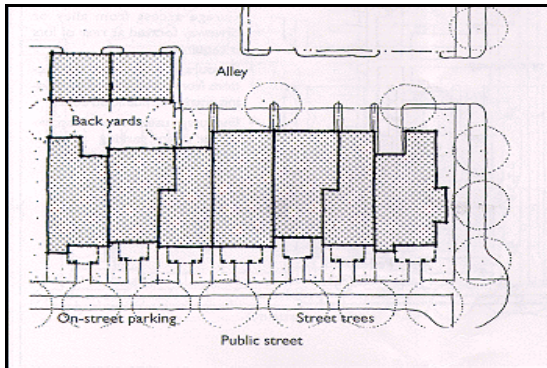 Alley
Back yards
On-street parking
Street trees
Public street